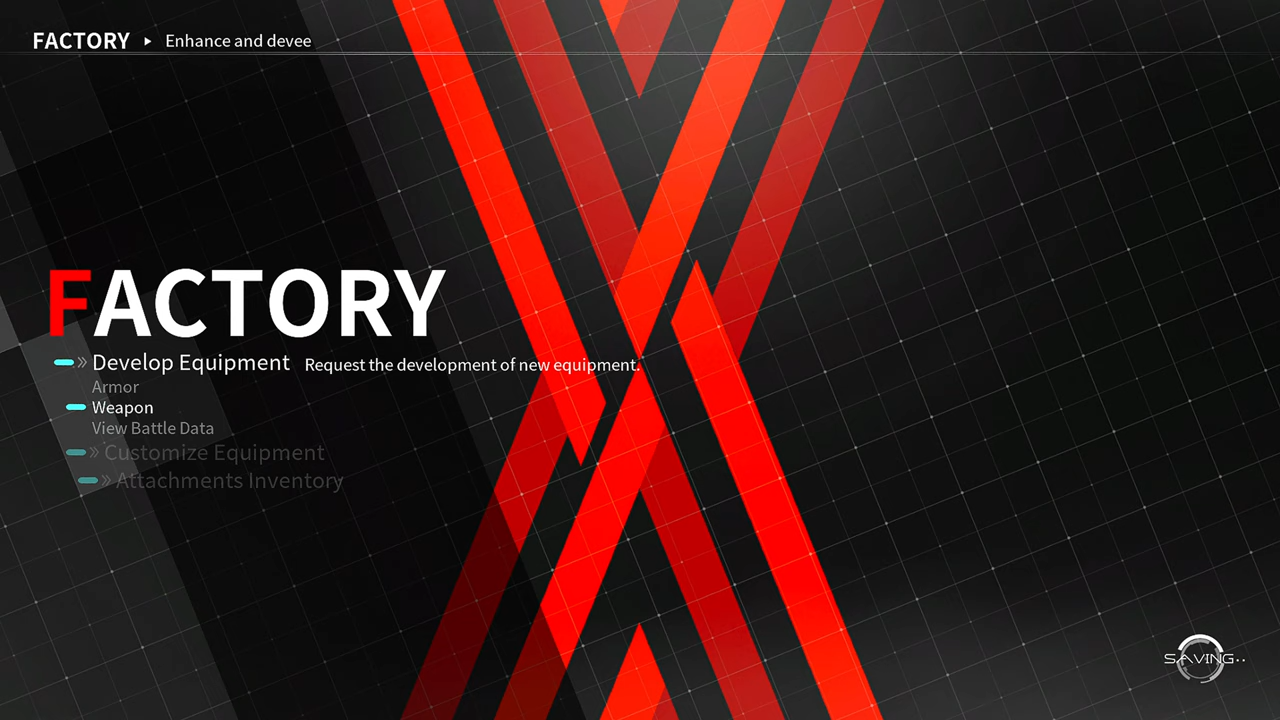 FACTORY ▸ Enhance and devee
FACTORY
Develop Equipment Request the development of new equipment.
Armor
Weapon
View Battle Data
Customize Equipment
Attachments Inventory
SAVING..